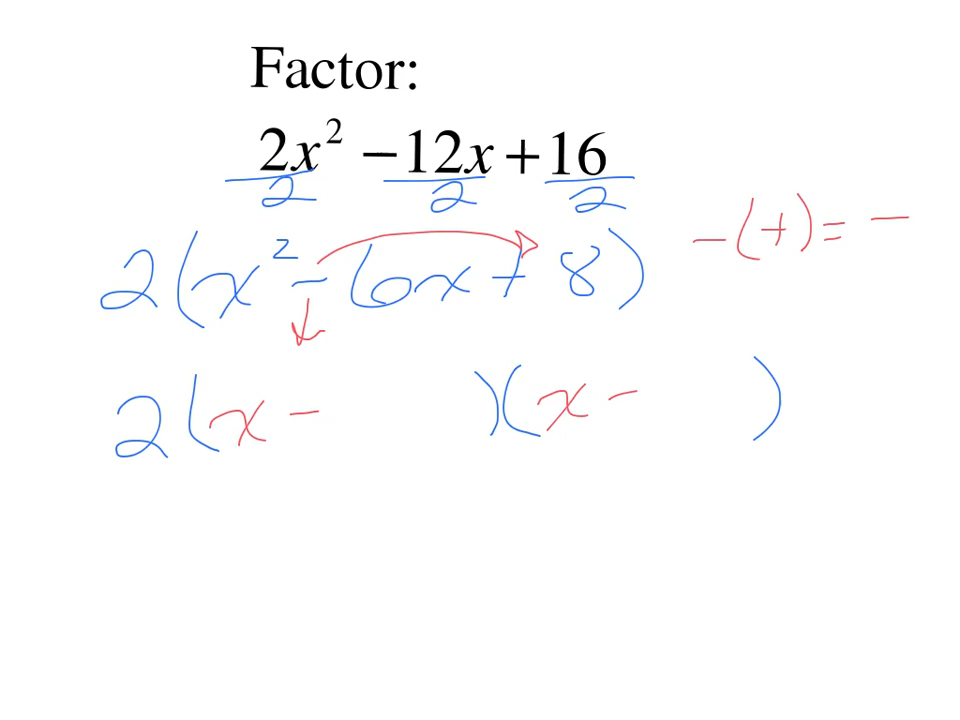 Factor:
2x² − 12x + 16
2 2 2
2(x² − 6x + 8) −(+) = −
2(x − )(x − )